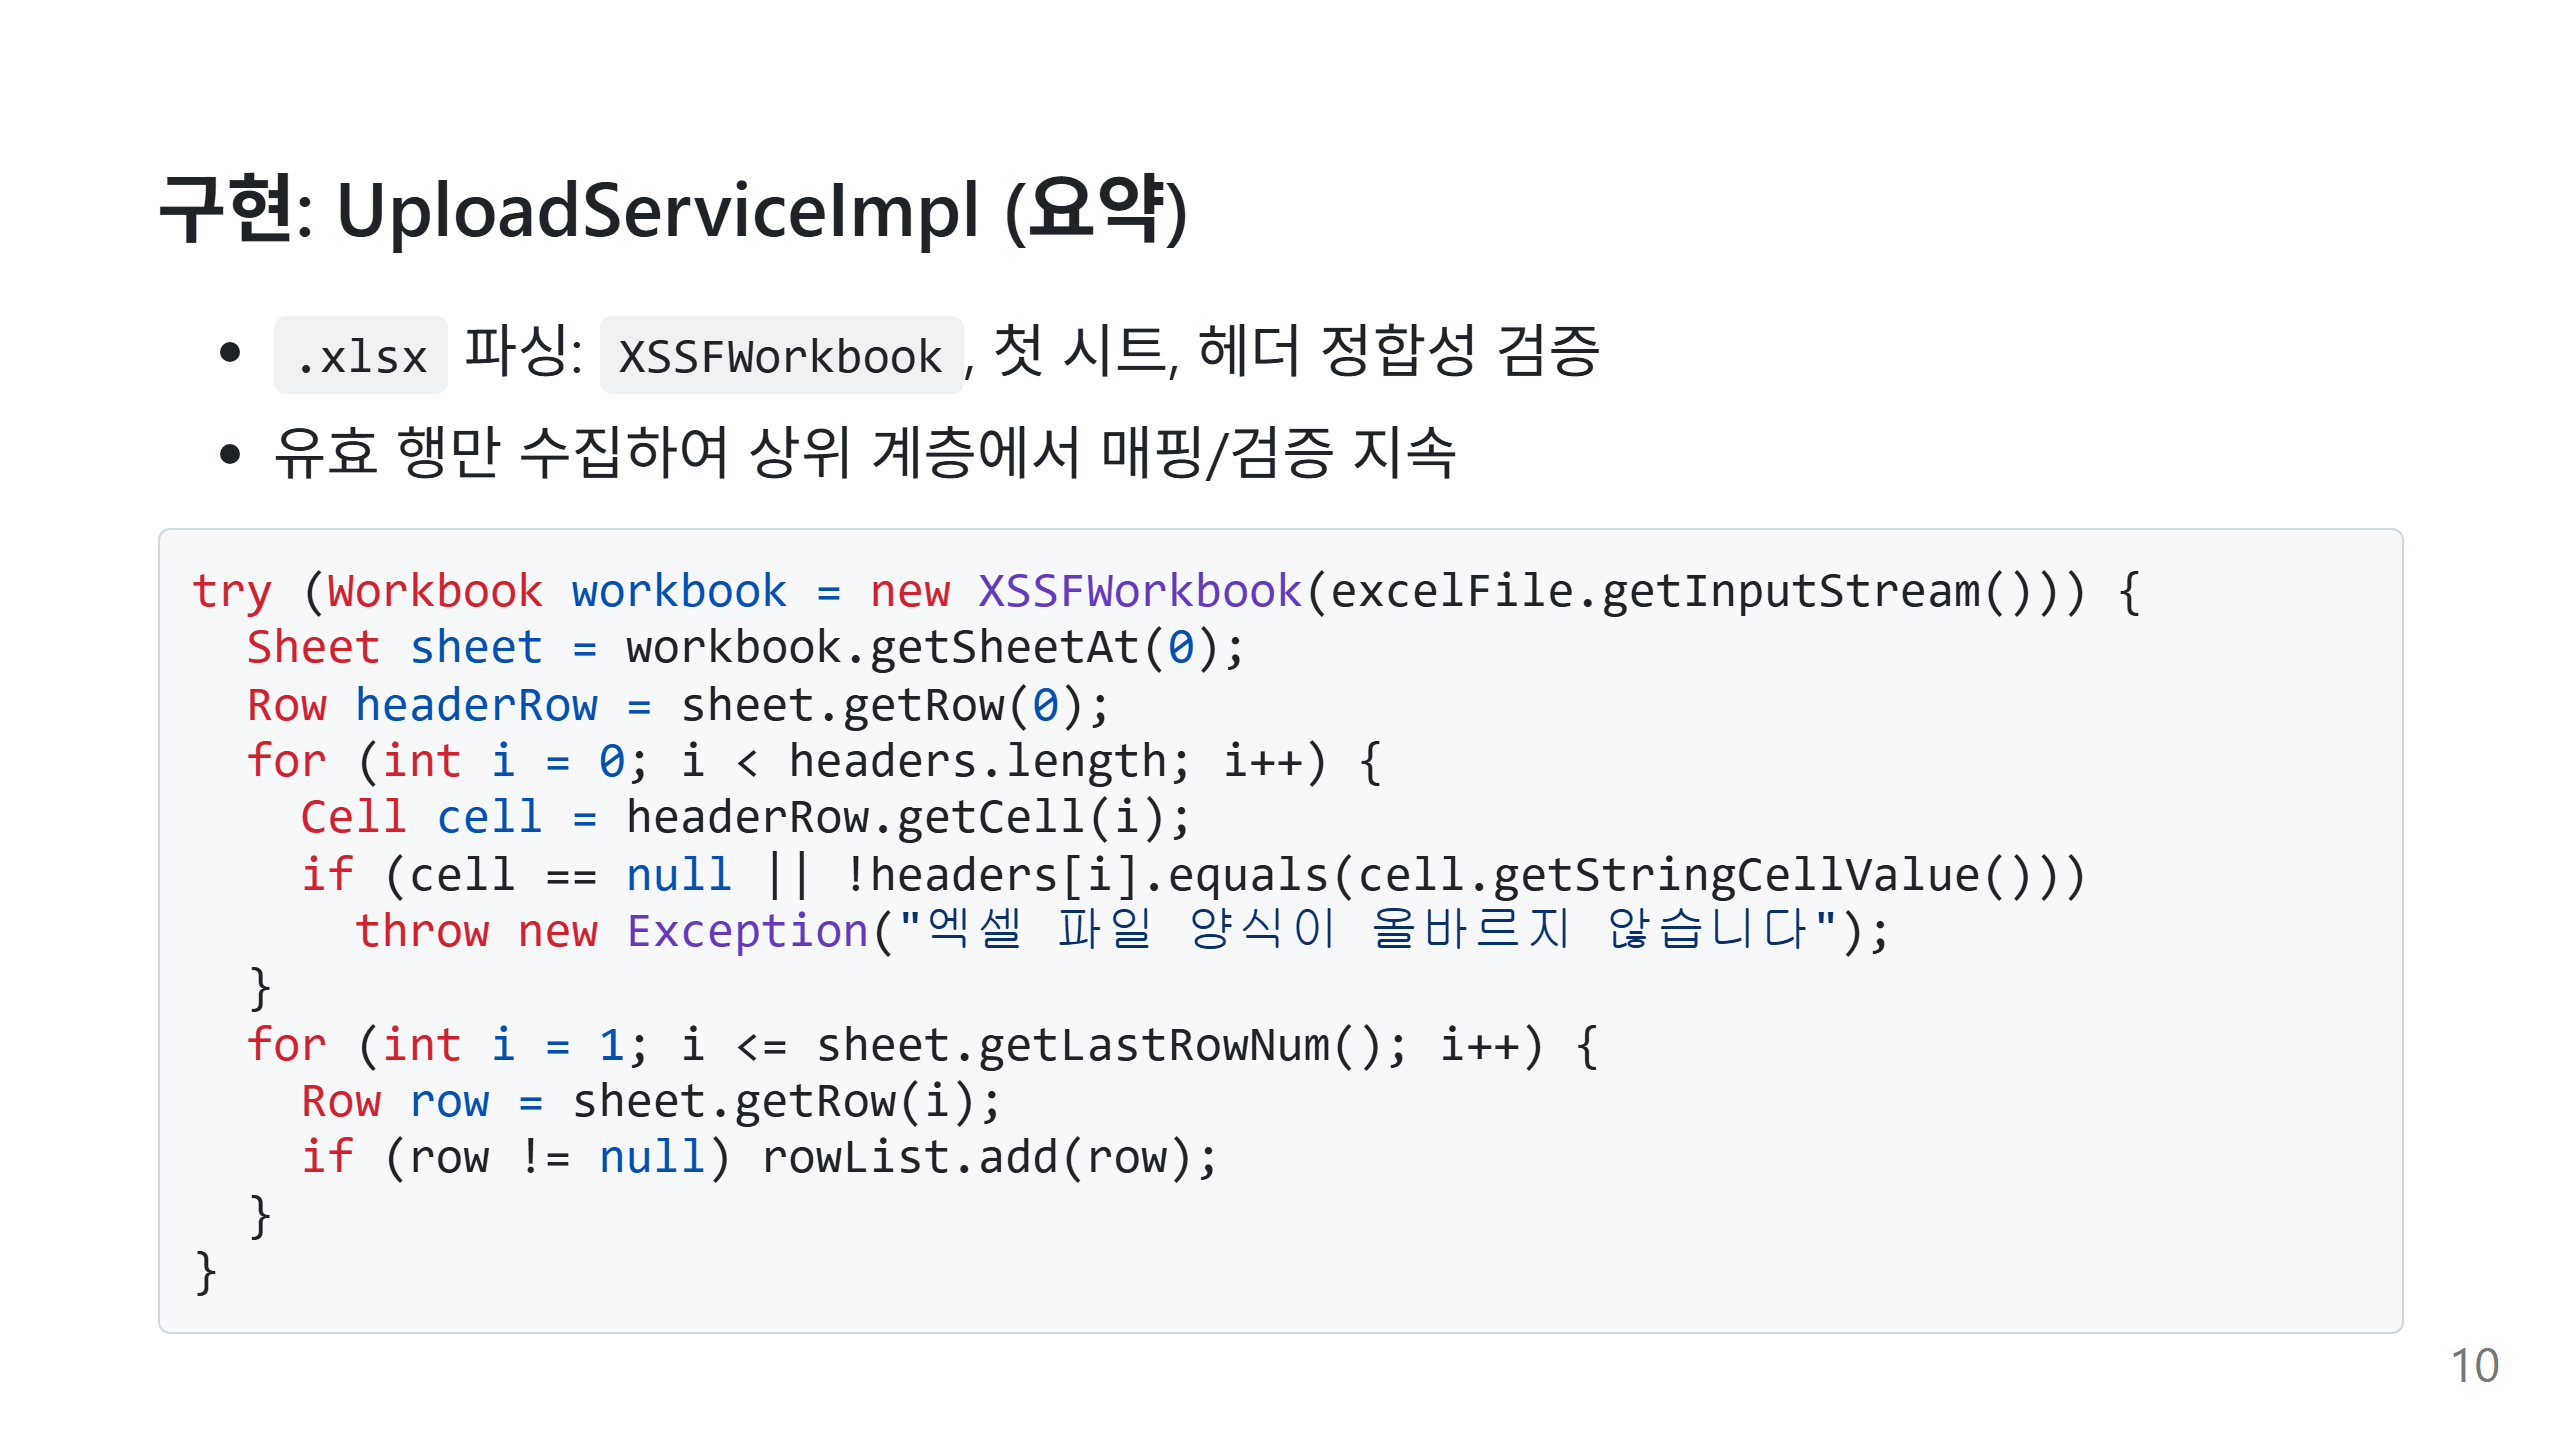 구현: UploadServiceImpl (요약)
• .xlsx 파싱: XSSFWorkbook, 첫 시트, 헤더 정합성 검증
• 유효 행만 수집하여 상위 계층에서 매핑/검증 지속
try (Workbook workbook = new XSSFWorkbook(excelFile.getInputStream())) {
  Sheet sheet = workbook.getSheetAt(0);
  Row headerRow = sheet.getRow(0);
  for (int i = 0; i < headers.length; i++) {
    Cell cell = headerRow.getCell(i);
    if (cell == null || !headers[i].equals(cell.getStringCellValue()))
      throw new Exception("엑셀 파일 양식이 올바르지 않습니다");
  }
  for (int i = 1; i <= sheet.getLastRowNum(); i++) {
    Row row = sheet.getRow(i);
    if (row != null) rowList.add(row);
  }
}
10